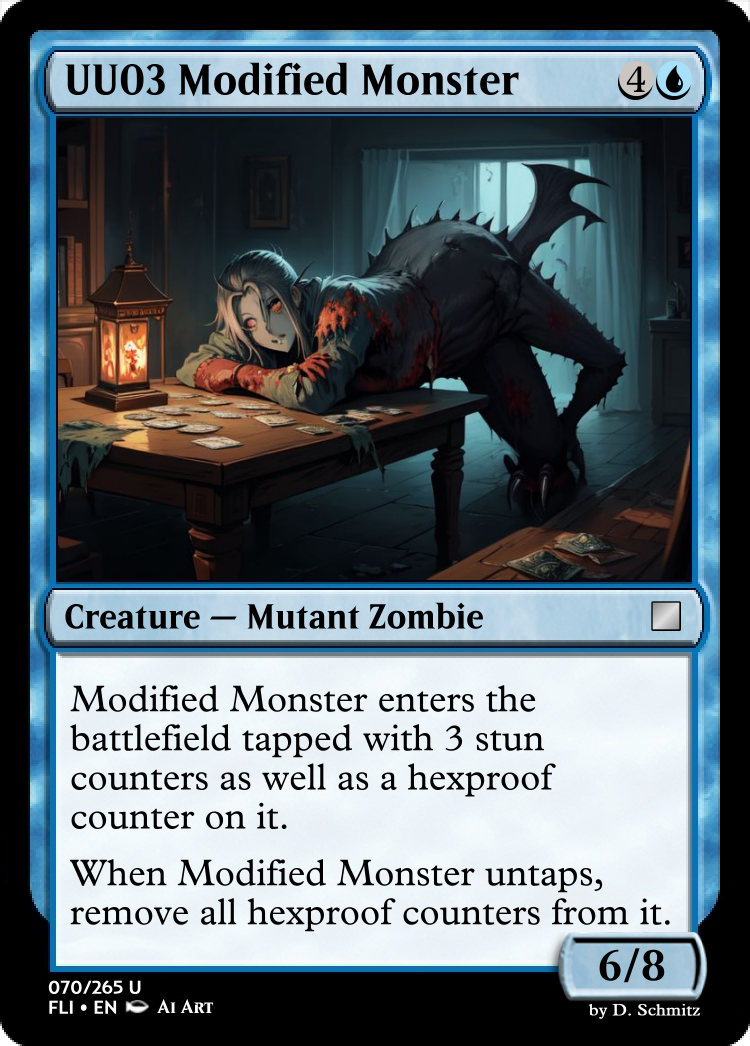 UU03 Modified Monster 4
Creature — Mutant Zombie
Modified Monster enters the
battlefield tapped with 3 stun
counters as well as a hexproof
counter on it.
When Modified Monster untaps,
remove all hexproof counters from it.
6/8
070/265 U
FLI • EN AI ART
by D. Schmitz